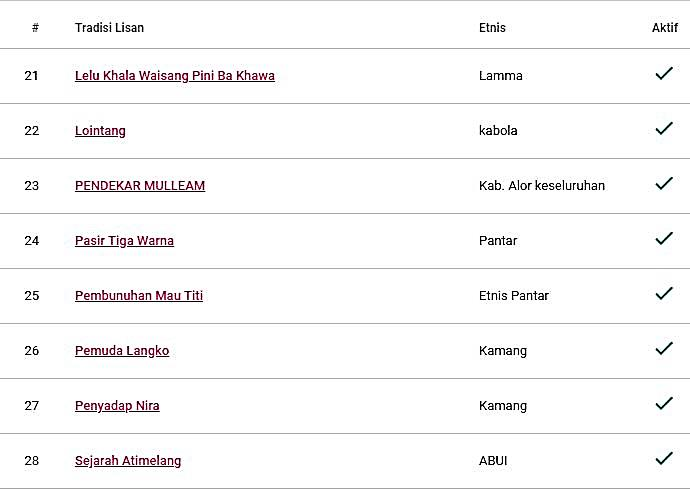 # Tradisi Lisan Etnis Aktif
21 Lelu Khala Waisang Pini Ba Khawa Lamma
22 Lointang kabola
23 PENDEKAR MULLEAM Kab. Alor keseluruhan
24 Pasir Tiga Warna Pantar
25 Pembunuhan Mau Titi Etnis Pantar
26 Pemuda Langko Kamang
27 Penyadap Nira Kamang
28 Sejarah Atimelang ABUI